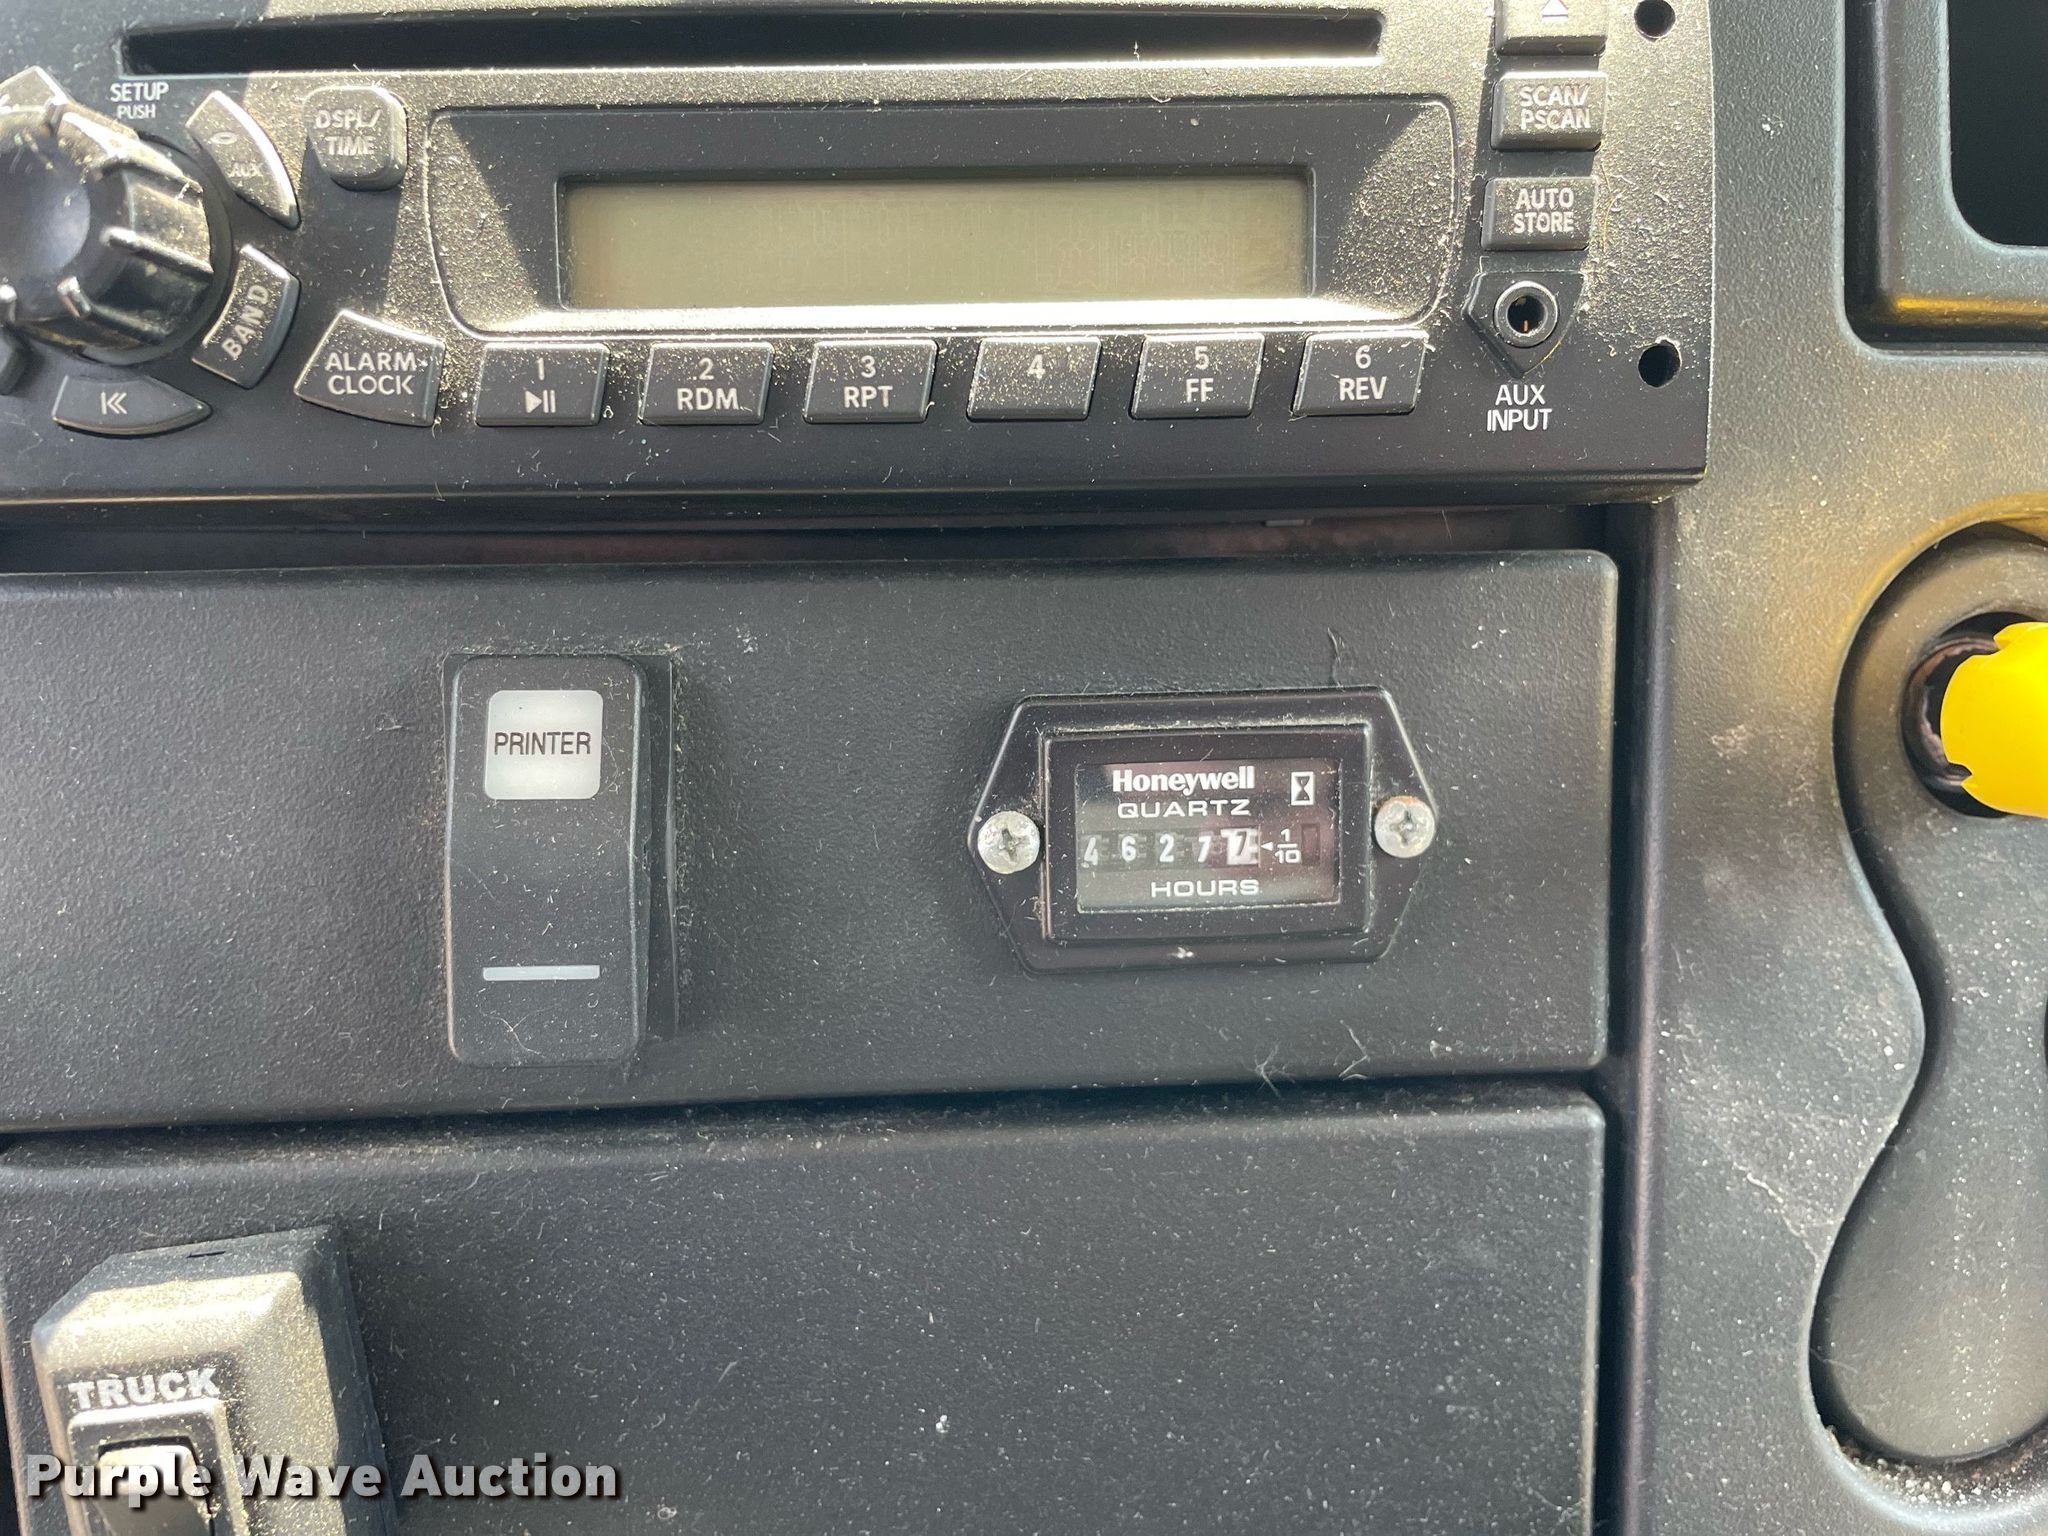 SETUP
PUSH
AUX
DSPL/
TIME
SCAN/
PSCAN
AUTO
STORE
BAND
ALARM
CLOCK
1
2
RDM
3
RPT
4
5
FF
6
REV
AUX
INPUT
PRINTER
Honeywell
QUARTZ
4 6 2 7 7 1/10
HOURS
TRUCK
Purple Wave Auction